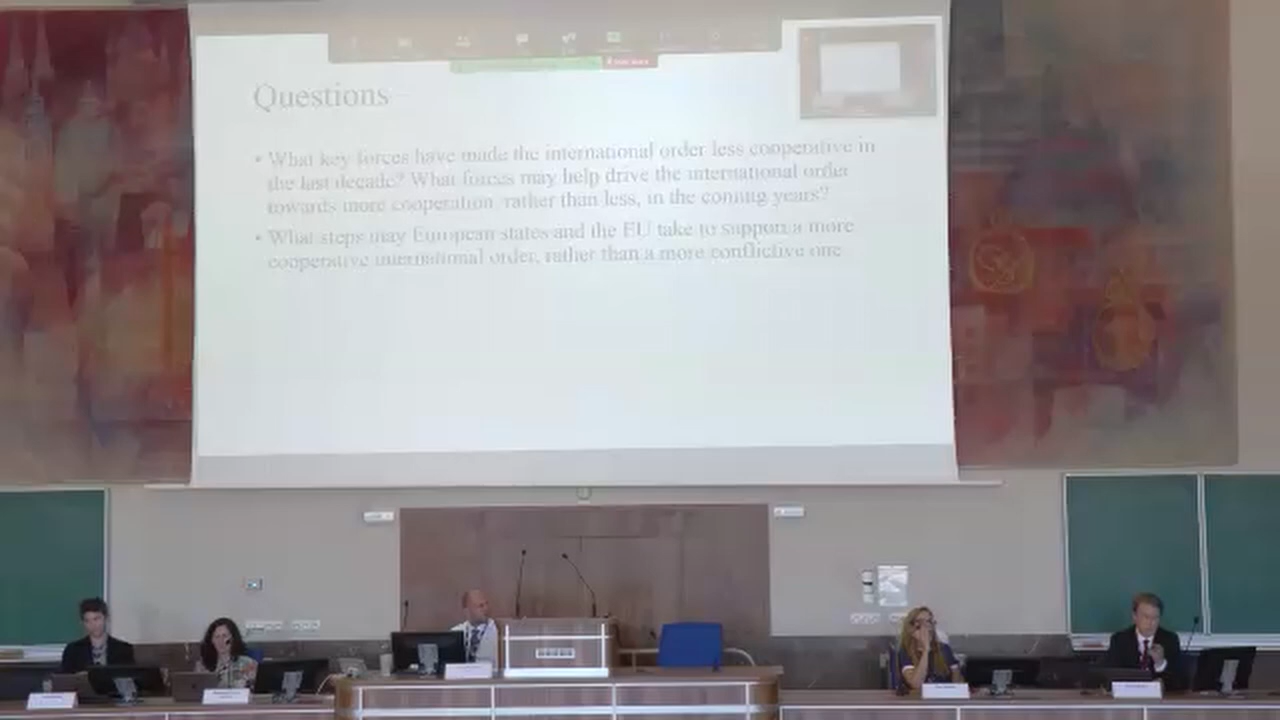 Questions
• What key forces have made the international order less cooperative in
the last decade? What forces may help drive the international order
towards more cooperation, rather than less, in the coming years?
• What steps may European states and the EU take to support a more
cooperative international order, rather than a more conflictive one